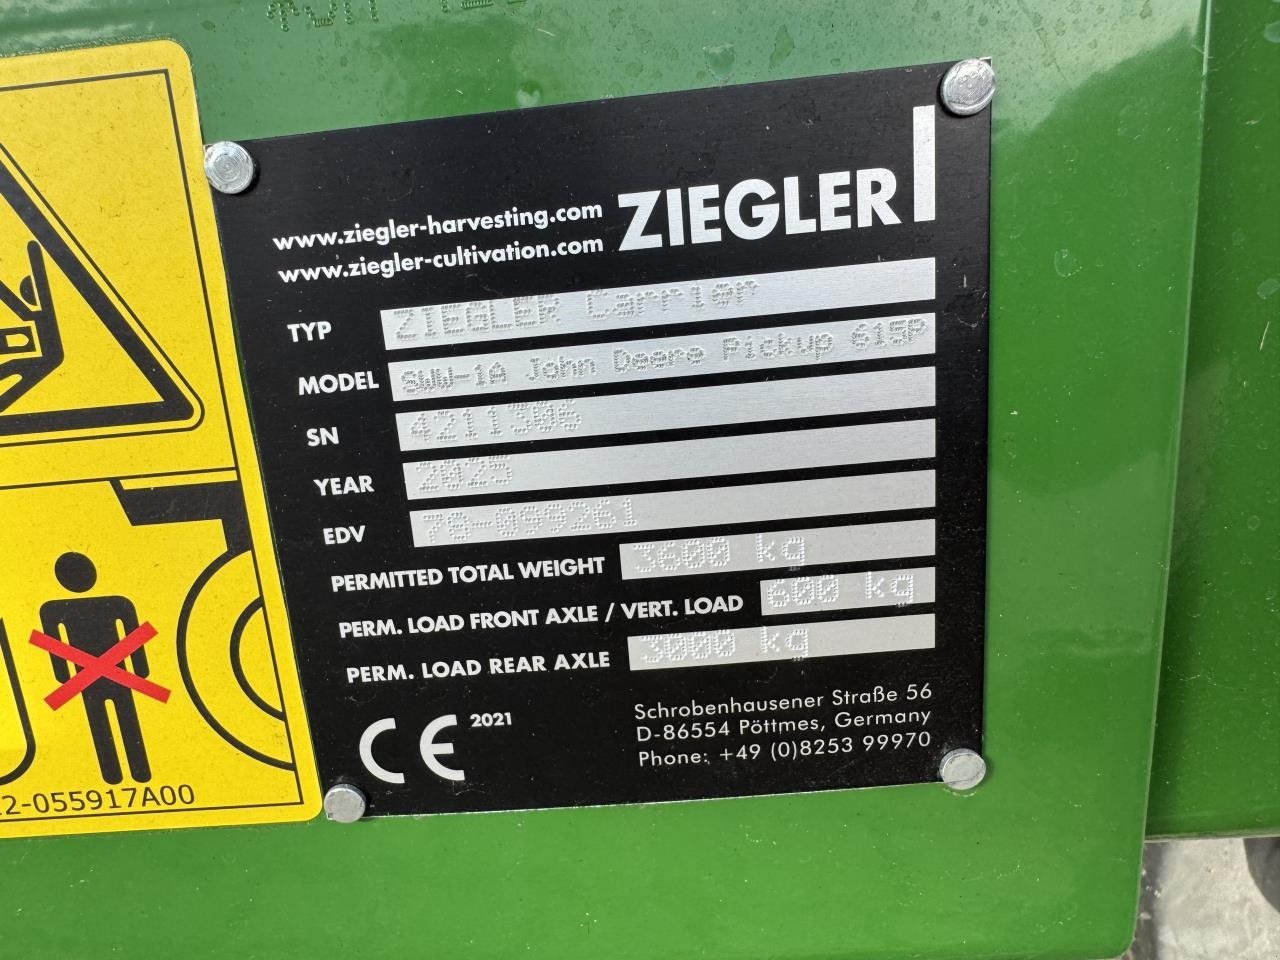 www.ziegler-harvesting.com
www.ziegler-cultivation.com
ZIEGLER
TYP ZIEGLER Carrier
MODEL SWW-1A John Deere Pickup 615P
SN 4211306
YEAR 2025
EDV 70-099261
PERMITTED TOTAL WEIGHT 3600 kg
PERM. LOAD FRONT AXLE / VERT. LOAD 600 kg
PERM. LOAD REAR AXLE 3000 kg
CE 2021
Schrobenhausener Straße 56
D-86554 Pöttmes, Germany
Phone: +49 (0)8253 99970
2-055917A00